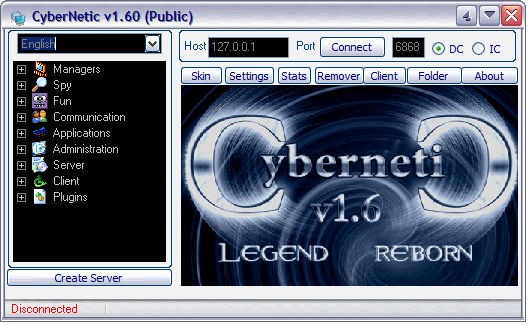 CyberNetic v1.60 (Public)
English
Host 127.0.0.1 Port Connect 6868 DC IC
Skin Settings Stats Remover Client Folder About
Managers
Spy
Fun
Communication
Applications
Administration
Server
Client
Plugins
Cyberneti
v1.6
LEGEND REBORN
Create Server
Disconnected